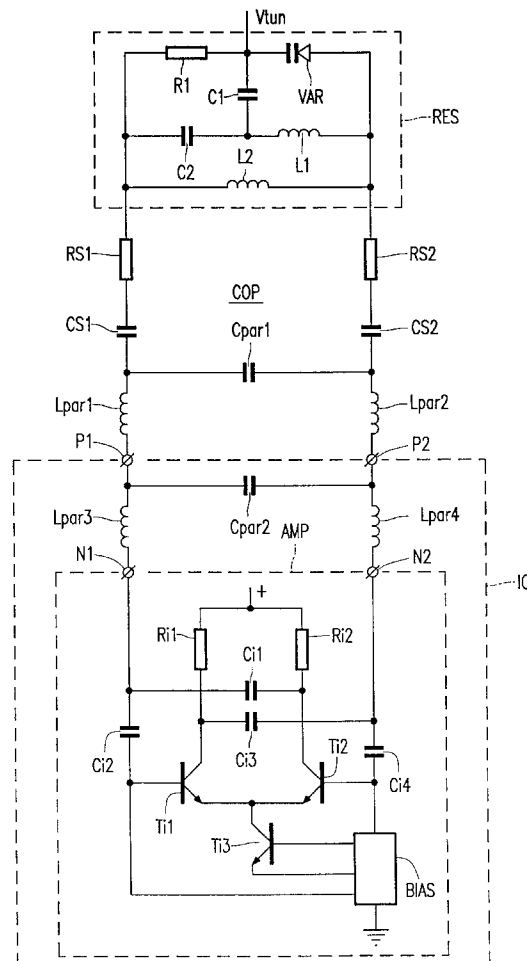 Vtun
R1
VAR
C1
RES
C2
L1
L2
RS1
RS2
COP
CS1
CS2
Cpar1
Lpar1
Lpar2
P1
P2
Lpar3
Cpar2
Lpar4
AMP
N1
N2
IC
+
Ri1
Ri2
Ci1
Ci3
Ci2
Ti2
Ci4
Ti1
Ti3
BIAS